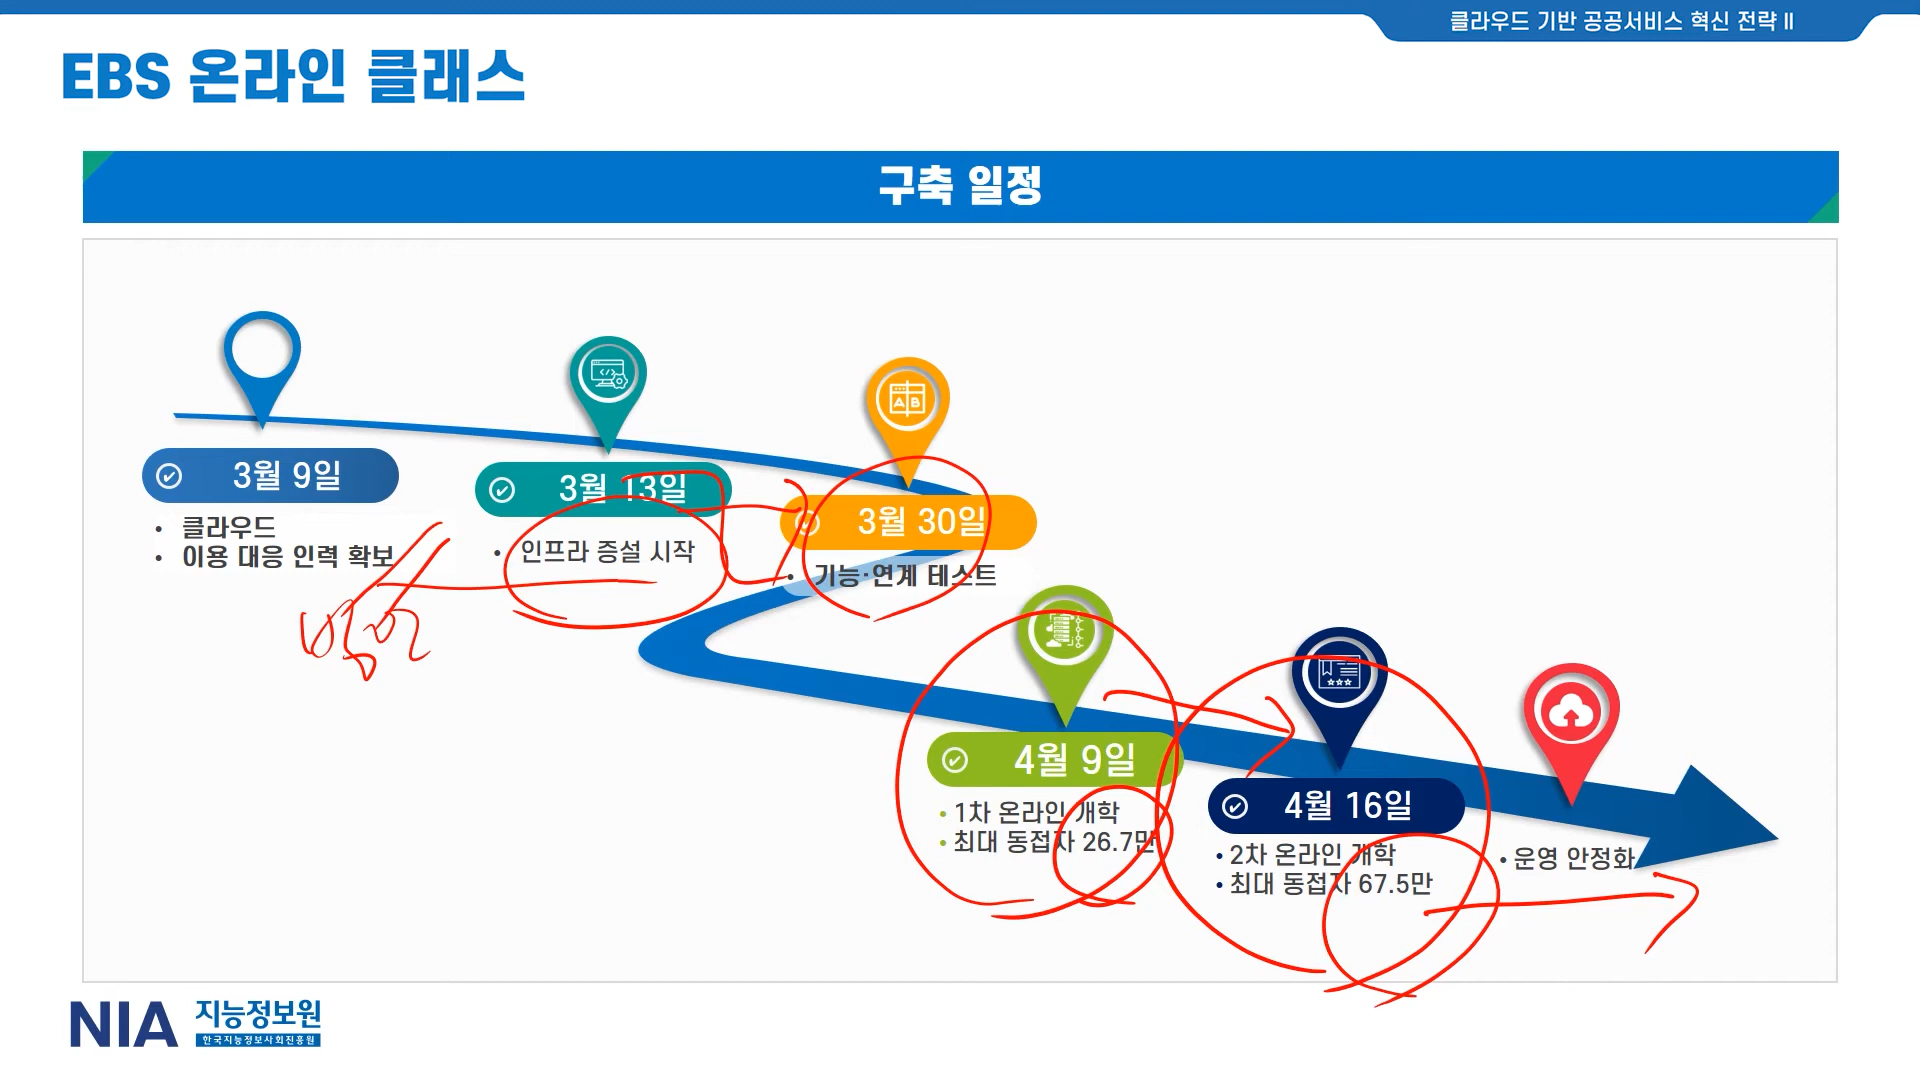 클라우드 기반 공공서비스 혁신 전략 II
EBS 온라인 클래스
구축 일정
3월 9일
• 클라우드
• 이용 대응 인력 확보
3월 13일
• 인프라 증설 시작
A B
3월 30일
• 기능·연계 테스트
4월 9일
• 1차 온라인 개학
• 최대 동접자 26.7만
4월 16일
• 2차 온라인 개학
• 최대 동접자 67.5만
• 운영 안정화
NIA 지능정보원
한국지능정보사회진흥원